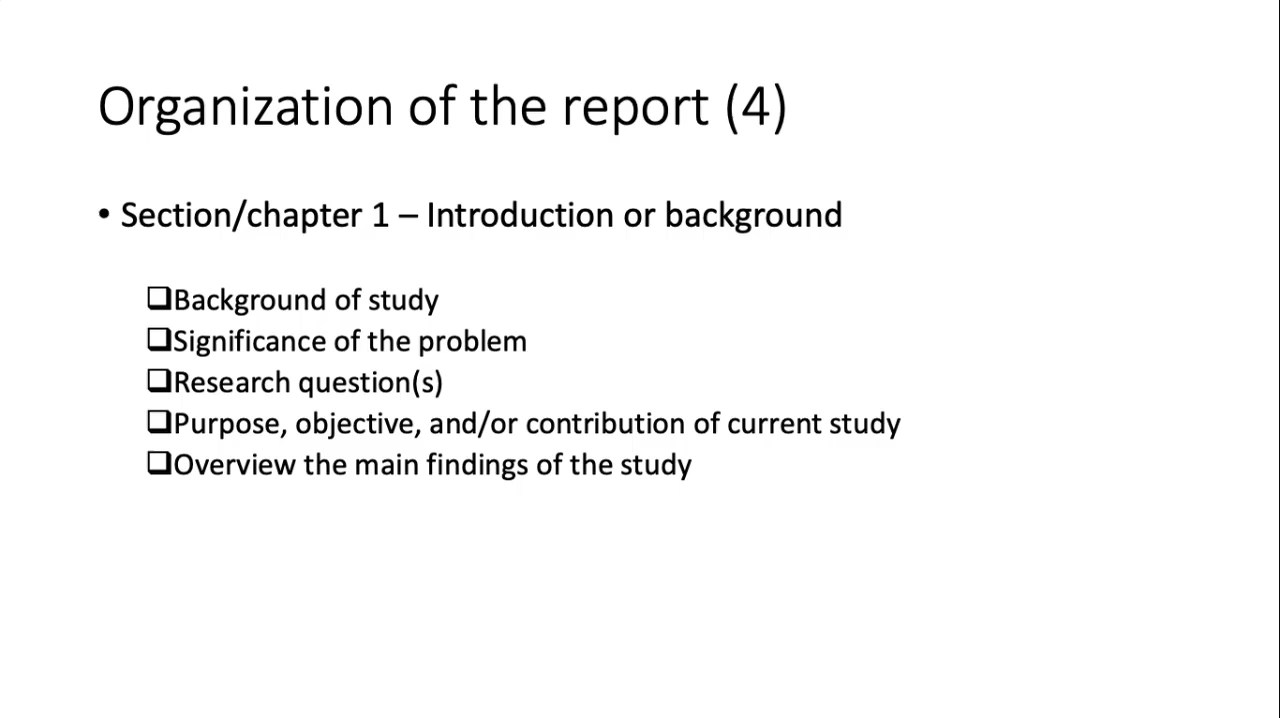 Organization of the report (4)
• Section/chapter 1 – Introduction or background
❑Background of study
❑Significance of the problem
❑Research question(s)
❑Purpose, objective, and/or contribution of current study
❑Overview the main findings of the study